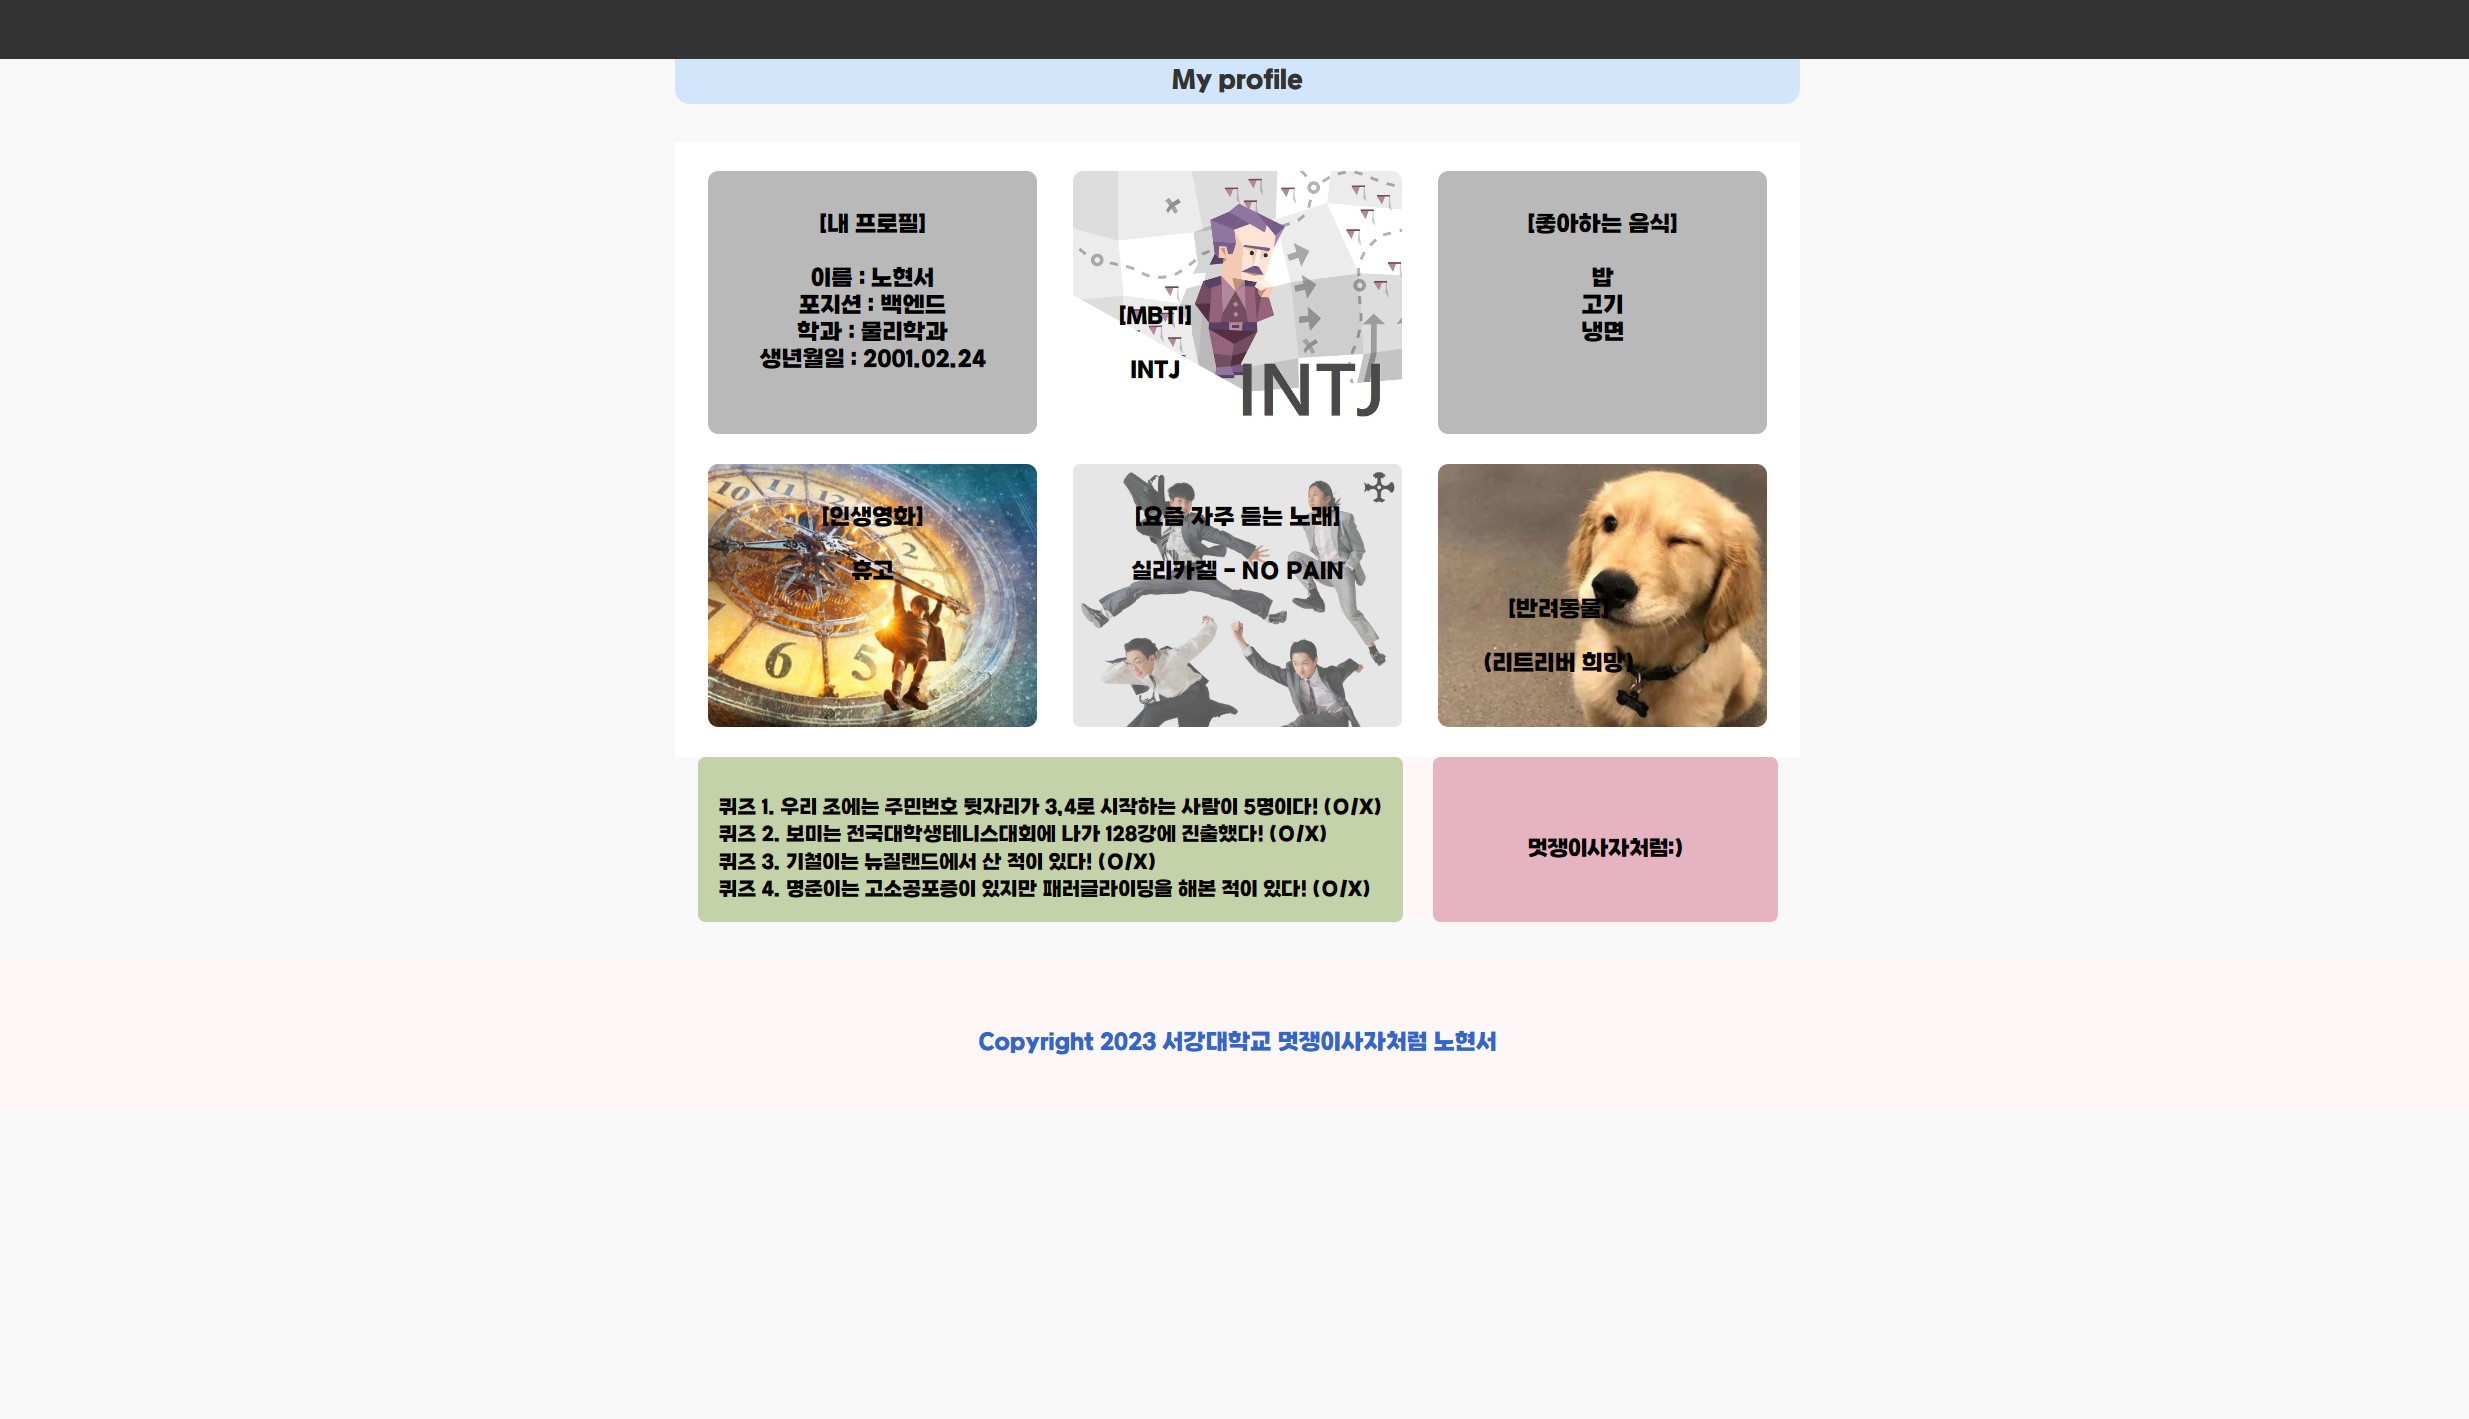 My profile
[내 프로필]
이름 : 노현서
포지션 : 백엔드
학과 : 물리학과
생년월일 : 2001.02.24
[MBTI]
INTJ
INTJ
[좋아하는 음식]
밥
고기
냉면
10 11 12
2
7
6 5
[인생영화]
휴고
[요즘 자주 듣는 노래]
실리카겔 - NO PAIN
[반려동물]
(리트리버 희망)
퀴즈 1. 우리 조에는 주민번호 뒷자리가 3,4로 시작하는 사람이 5명이다! (O/X)
퀴즈 2. 보미는 전국대학생테니스대회에 나가 128강에 진출했다! (O/X)
퀴즈 3. 기철이는 뉴질랜드에서 산 적이 있다! (O/X)
퀴즈 4. 명준이는 고소공포증이 있지만 패러글라이딩을 해본 적이 있다! (O/X)
멋쟁이사자처럼:)
Copyright 2023 서강대학교 멋쟁이사자처럼 노현서